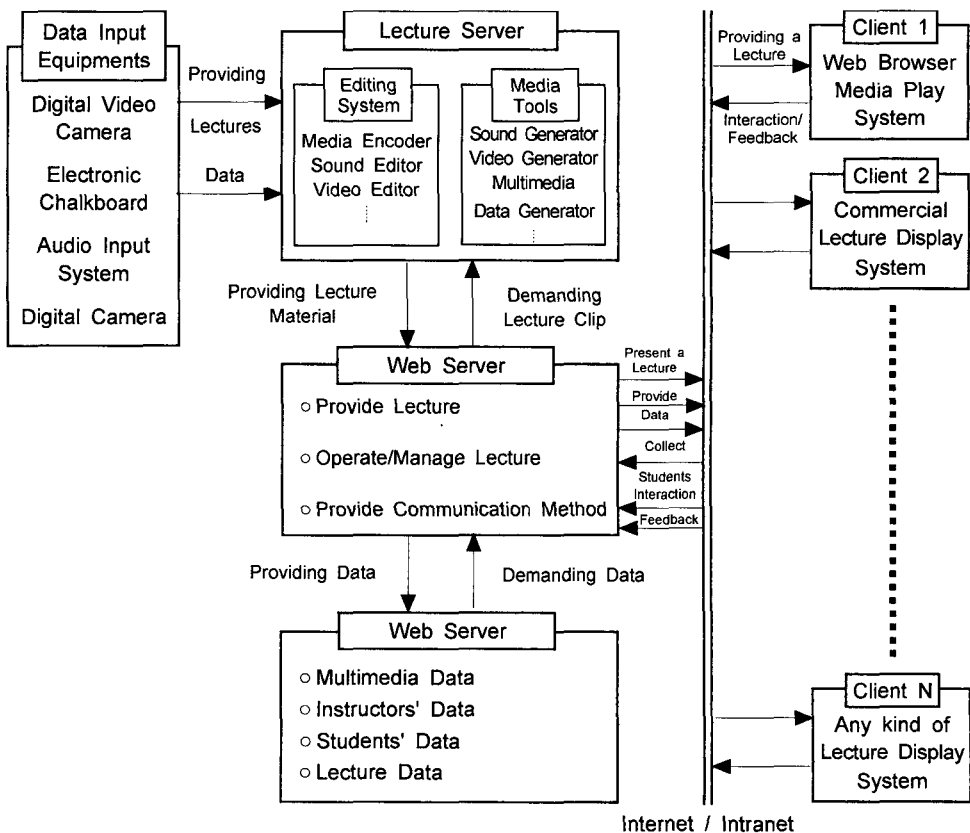 Data Input
Equipments
Digital Video
Camera
Electronic
Chalkboard
Audio Input
System
Digital Camera
Providing
Lectures
Data
Lecture Server
Editing
System
Media Encoder
Sound Editor
Video Editor
Media
Tools
Sound Generator
Video Generator
Multimedia
Data Generator
Providing Lecture
Material
Demanding
Lecture Clip
Web Server
○ Provide Lecture
○ Operate/Manage Lecture
○ Provide Communication Method
Present a
Lecture
Provide
Data
Collect
Students
Interaction
Feedback
Providing Data
Demanding Data
Web Server
○ Multimedia Data
○ Instructors' Data
○ Students' Data
○ Lecture Data
Providing a
Lecture
Interaction/
Feedback
Client 1
Web Browser
Media Play
System
Client 2
Commercial
Lecture Display
System
Client N
Any kind of
Lecture Display
System
Internet / Intranet